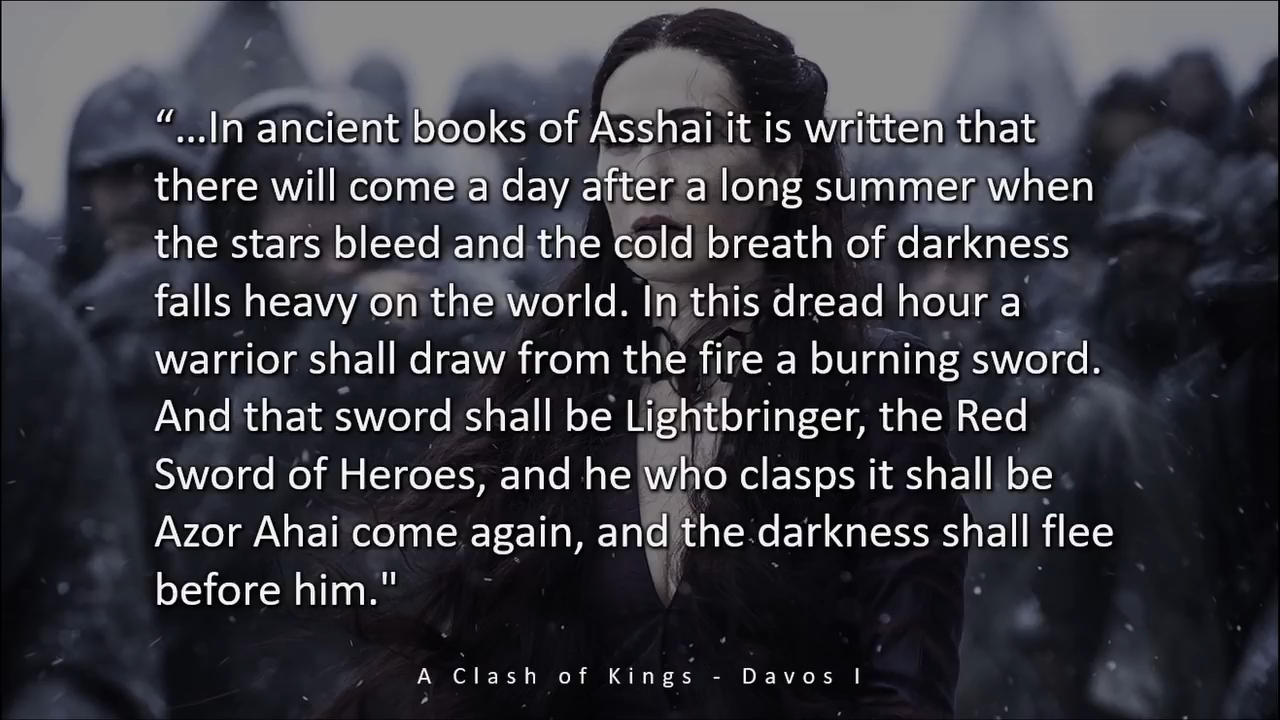 “...In ancient books of Asshai it is written that
there will come a day after a long summer when
the stars bleed and the cold breath of darkness
falls heavy on the world. In this dread hour a
warrior shall draw from the fire a burning sword.
And that sword shall be Lightbringer, the Red
Sword of Heroes, and he who clasps it shall be
Azor Ahai come again, and the darkness shall flee
before him."
A Clash of Kings - Davos I